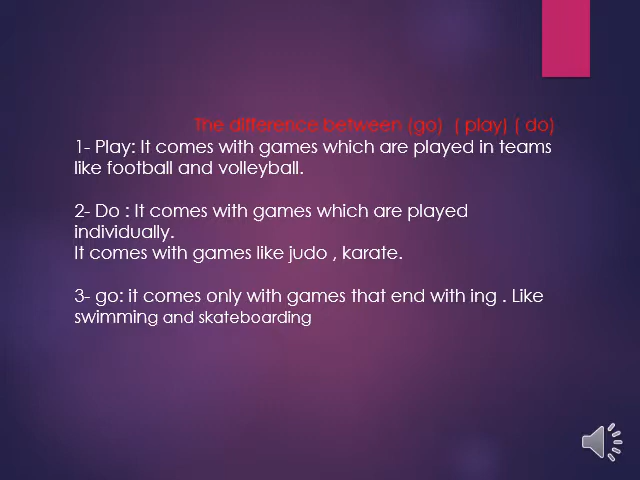 The difference between (go)  ( play) ( do)
1- Play: It comes with games which are played in teams
like football and volleyball.
2- Do : It comes with games which are played
individually.
It comes with games like judo , karate.
3- go: it comes only with games that end with ing . Like
swimming and skateboarding